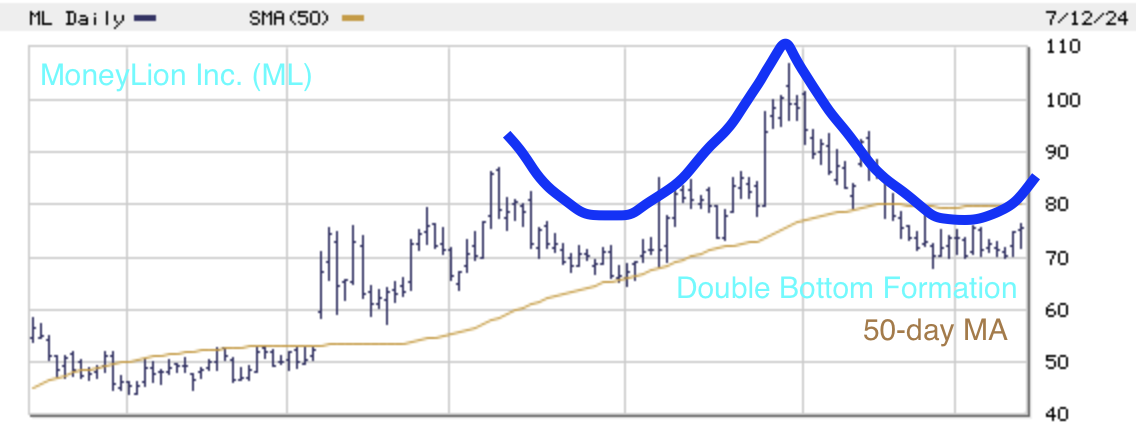 ML Daily SMA(50) 7/12/24
110
MoneyLion Inc. (ML)
100
90
80
70
Double Bottom Formation
60
50-day MA
50
40